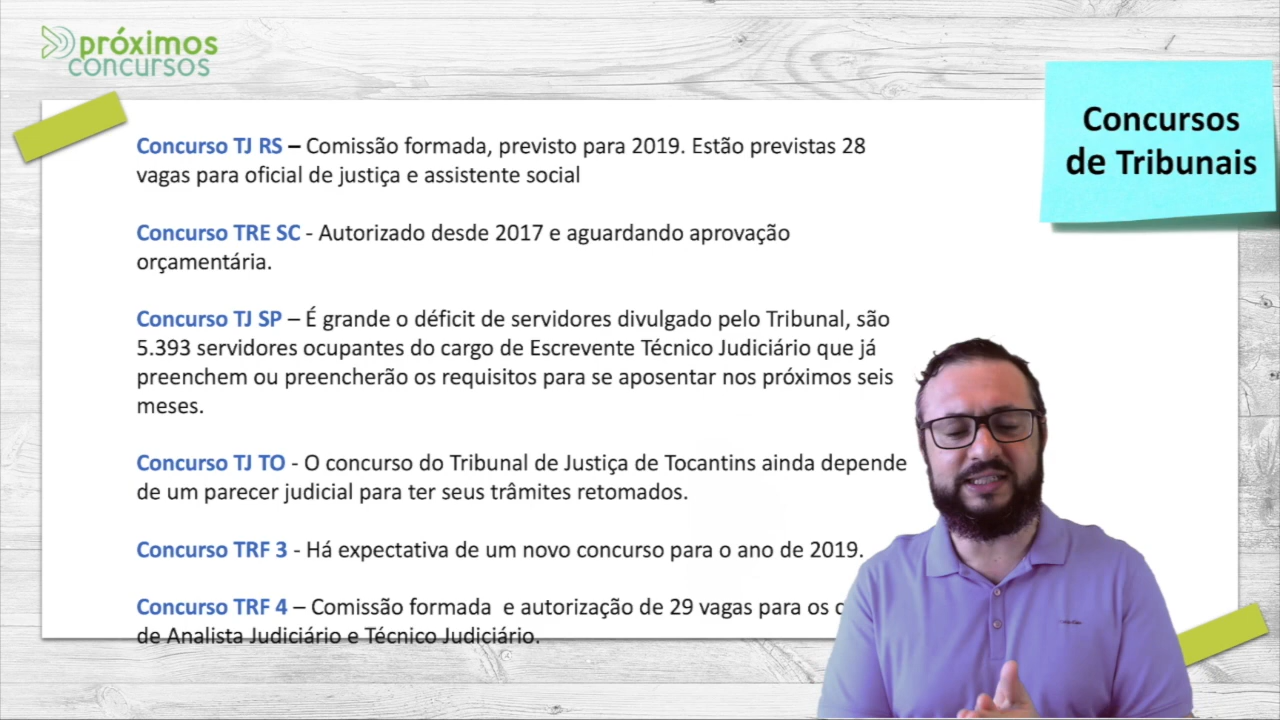 próximos
concursos
Concursos
de Tribunais
Concurso TJ RS – Comissão formada, previsto para 2019. Estão previstas 28
vagas para oficial de justiça e assistente social
Concurso TRE SC - Autorizado desde 2017 e aguardando aprovação
orçamentária.
Concurso TJ SP – É grande o déficit de servidores divulgado pelo Tribunal, são
5.393 servidores ocupantes do cargo de Escrevente Técnico Judiciário que já
preenchem ou preencherão os requisitos para se aposentar nos próximos seis
meses.
Concurso TJ TO - O concurso do Tribunal de Justiça de Tocantins ainda depende
de um parecer judicial para ter seus trâmites retomados.
Concurso TRF 3 - Há expectativa de um novo concurso para o ano de 2019.
Concurso TRF 4 – Comissão formada e autorização de 29 vagas para os
de Analista Judiciário e Técnico Judiciário.